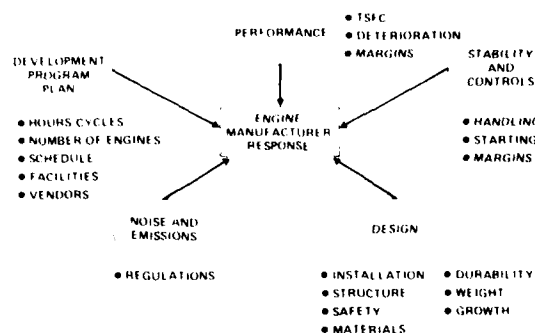 PERFORMANCE
• TSFC
• DETERIORATION
• MARGINS
DEVELOPMENT
PROGRAM
PLAN
STABILITY
AND
CONTROLS
• HOURS CYCLES
• NUMBER OF ENGINES
• SCHEDULE
• FACILITIES
• VENDORS
ENGINE
MANUFACTURER
RESPONSE
• HANDLING
• STARTING
• MARGINS
NOISE AND
EMISSIONS
• REGULATIONS
DESIGN
• INSTALLATION
• STRUCTURE
• SAFETY
• MATERIALS
• DURABILITY
• WEIGHT
• GROWTH